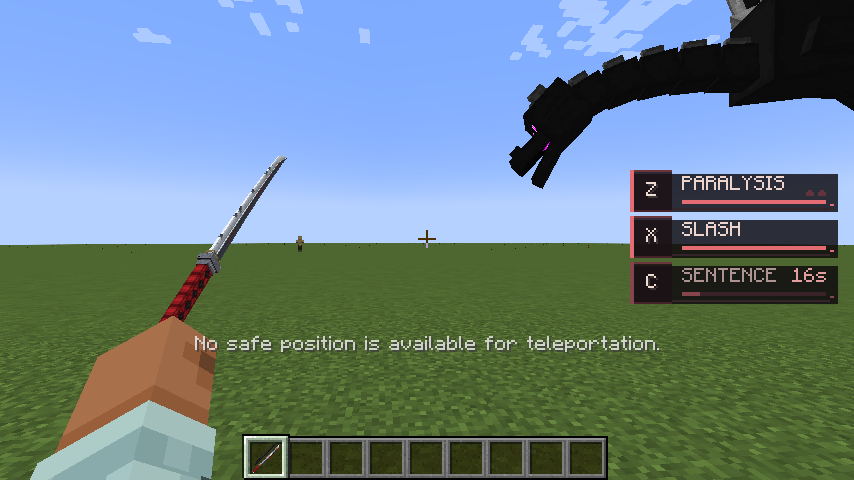 Z PARALYSIS
X SLASH
C SENTENCE 16s
No safe position is available for teleportation.